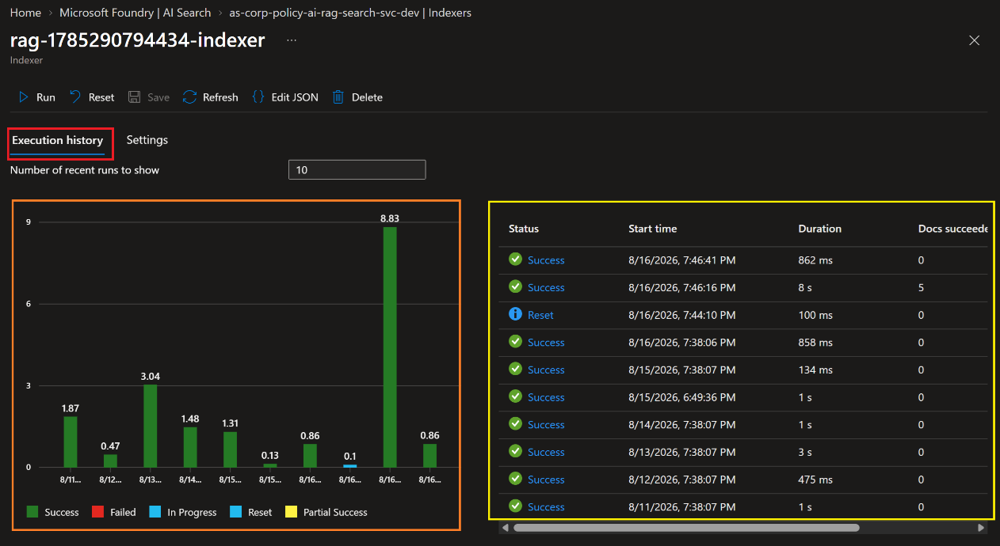 Home > Microsoft Foundry | AI Search > as-corp-policy-ai-rag-search-svc-dev | Indexers
rag-1785290794434-indexer ...
Indexer
Run Reset Save Refresh {} Edit JSON Delete
Execution history Settings
Number of recent runs to show 10
9
6
3
0
1.87
0.47
3.04
1.48
1.31
0.13
0.86
0.1
8.83
0.86
8/11... 8/12... 8/13... 8/14... 8/15... 8/15... 8/16... 8/16... 8/16... 8/16...
Success Failed In Progress Reset Partial Success
Status Start time Duration Docs succeede
Success 8/16/2026, 7:46:41 PM 862 ms 0
Success 8/16/2026, 7:46:16 PM 8 s 5
Reset 8/16/2026, 7:44:10 PM 100 ms 0
Success 8/16/2026, 7:38:06 PM 858 ms 0
Success 8/15/2026, 7:38:07 PM 134 ms 0
Success 8/15/2026, 6:49:36 PM 1 s 0
Success 8/14/2026, 7:38:07 PM 1 s 0
Success 8/13/2026, 7:38:07 PM 3 s 0
Success 8/12/2026, 7:38:07 PM 475 ms 0
Success 8/11/2026, 7:38:07 PM 1 s 0